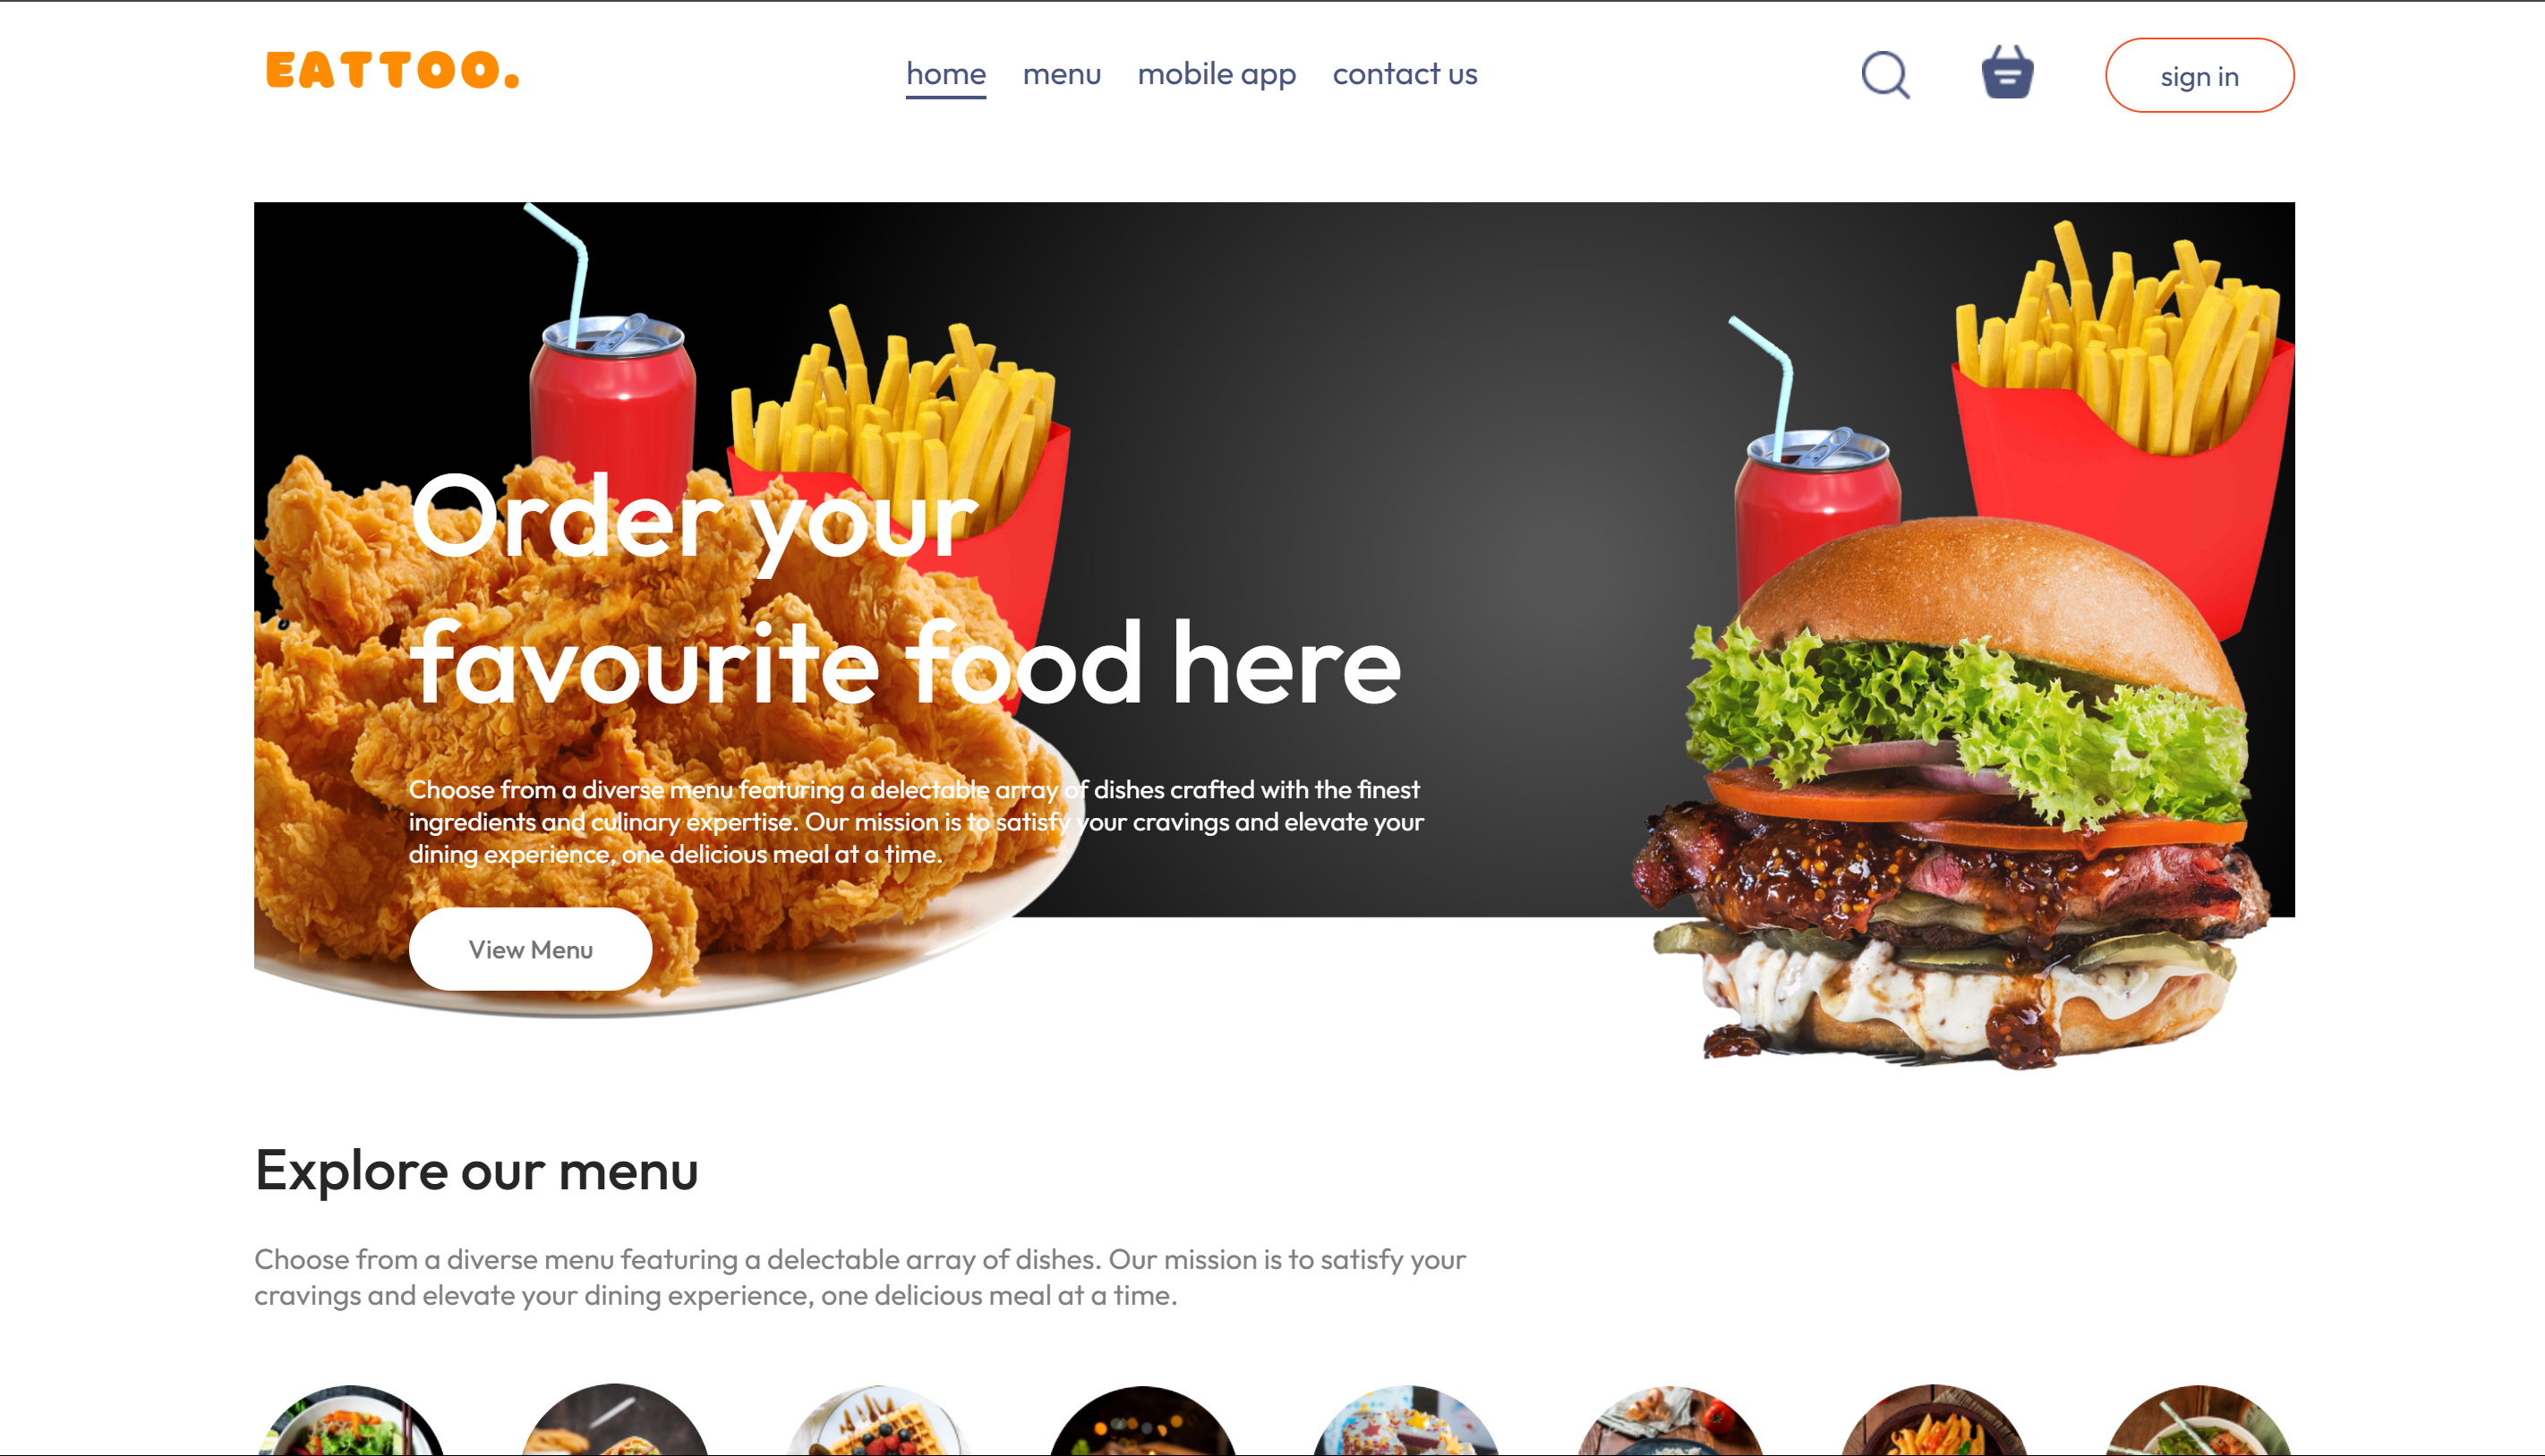 EATTOO.
home menu mobile app contact us
sign in
Order your
favourite food here
Choose from a diverse menu featuring a delectable array of dishes crafted with the finest
ingredients and culinary expertise. Our mission is to satisfy your cravings and elevate your
dining experience, one delicious meal at a time.
View Menu
Explore our menu
Choose from a diverse menu featuring a delectable array of dishes. Our mission is to satisfy your
cravings and elevate your dining experience, one delicious meal at a time.